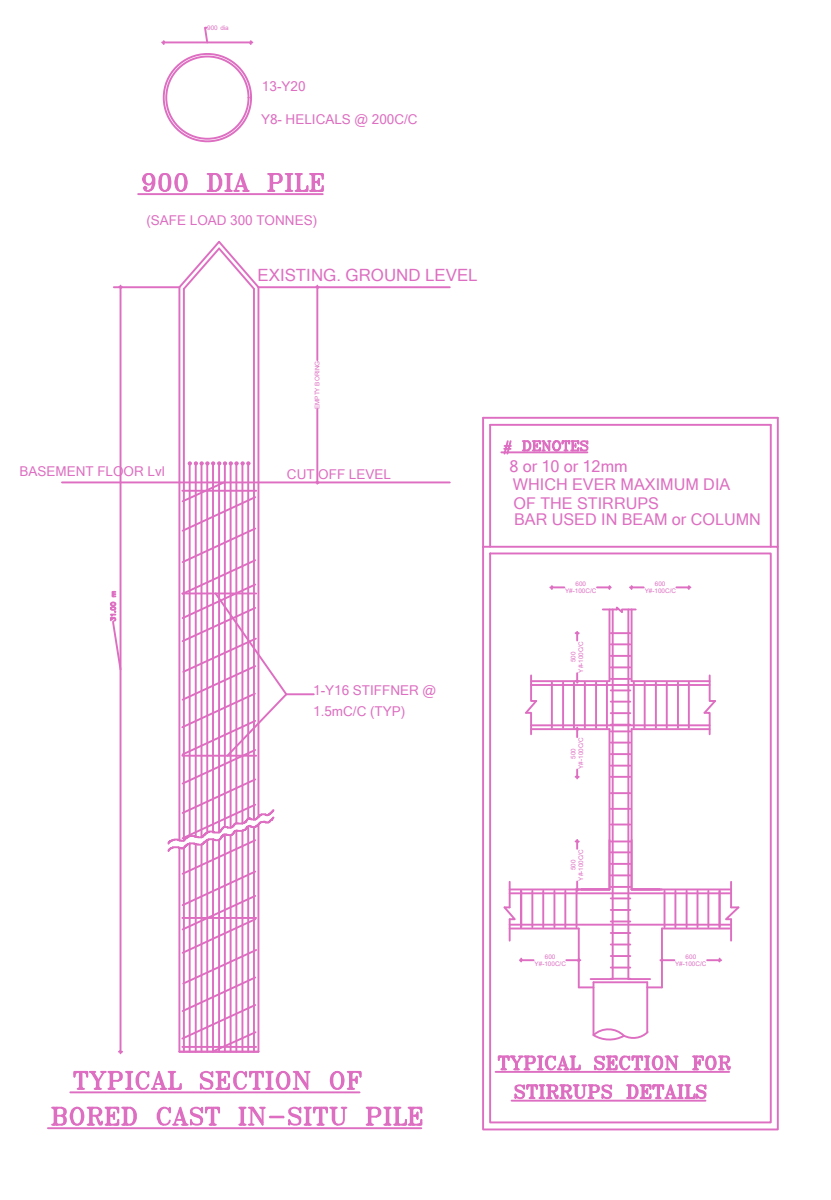 900 dia
13-Y20
Y8- HELICALS @ 200C/C
900 DIA PILE
(SAFE LOAD 300 TONNES)
EXISTING. GROUND LEVEL
EMPTY BORING
BASEMENT FLOOR Lvl
CUT OFF LEVEL
31.00 m
1-Y16 STIFFNER @
1.5mC/C (TYP)
TYPICAL SECTION OF
BORED CAST IN-SITU PILE
# DENOTES
8 or 10 or 12mm
WHICH EVER MAXIMUM DIA
OF THE STIRRUPS
BAR USED IN BEAM or COLUMN
600
Y#-100C/C
600
Y#-100C/C
500
Y#-100C/C
500
Y#-100C/C
500
Y#-100C/C
600
Y#-100C/C
600
Y#-100C/C
TYPICAL SECTION FOR
STIRRUPS DETAILS